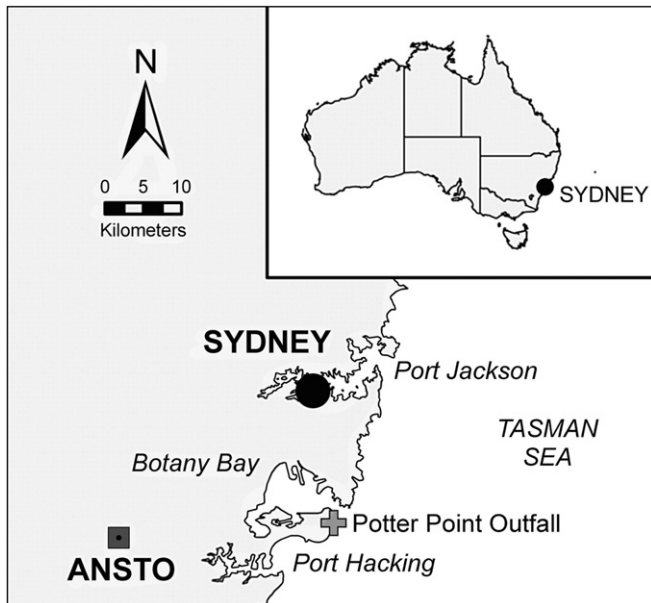 N
0 5 10
Kilometers
SYDNEY
SYDNEY
Port Jackson
TASMAN
SEA
Botany Bay
Potter Point Outfall
ANSTO
Port Hacking